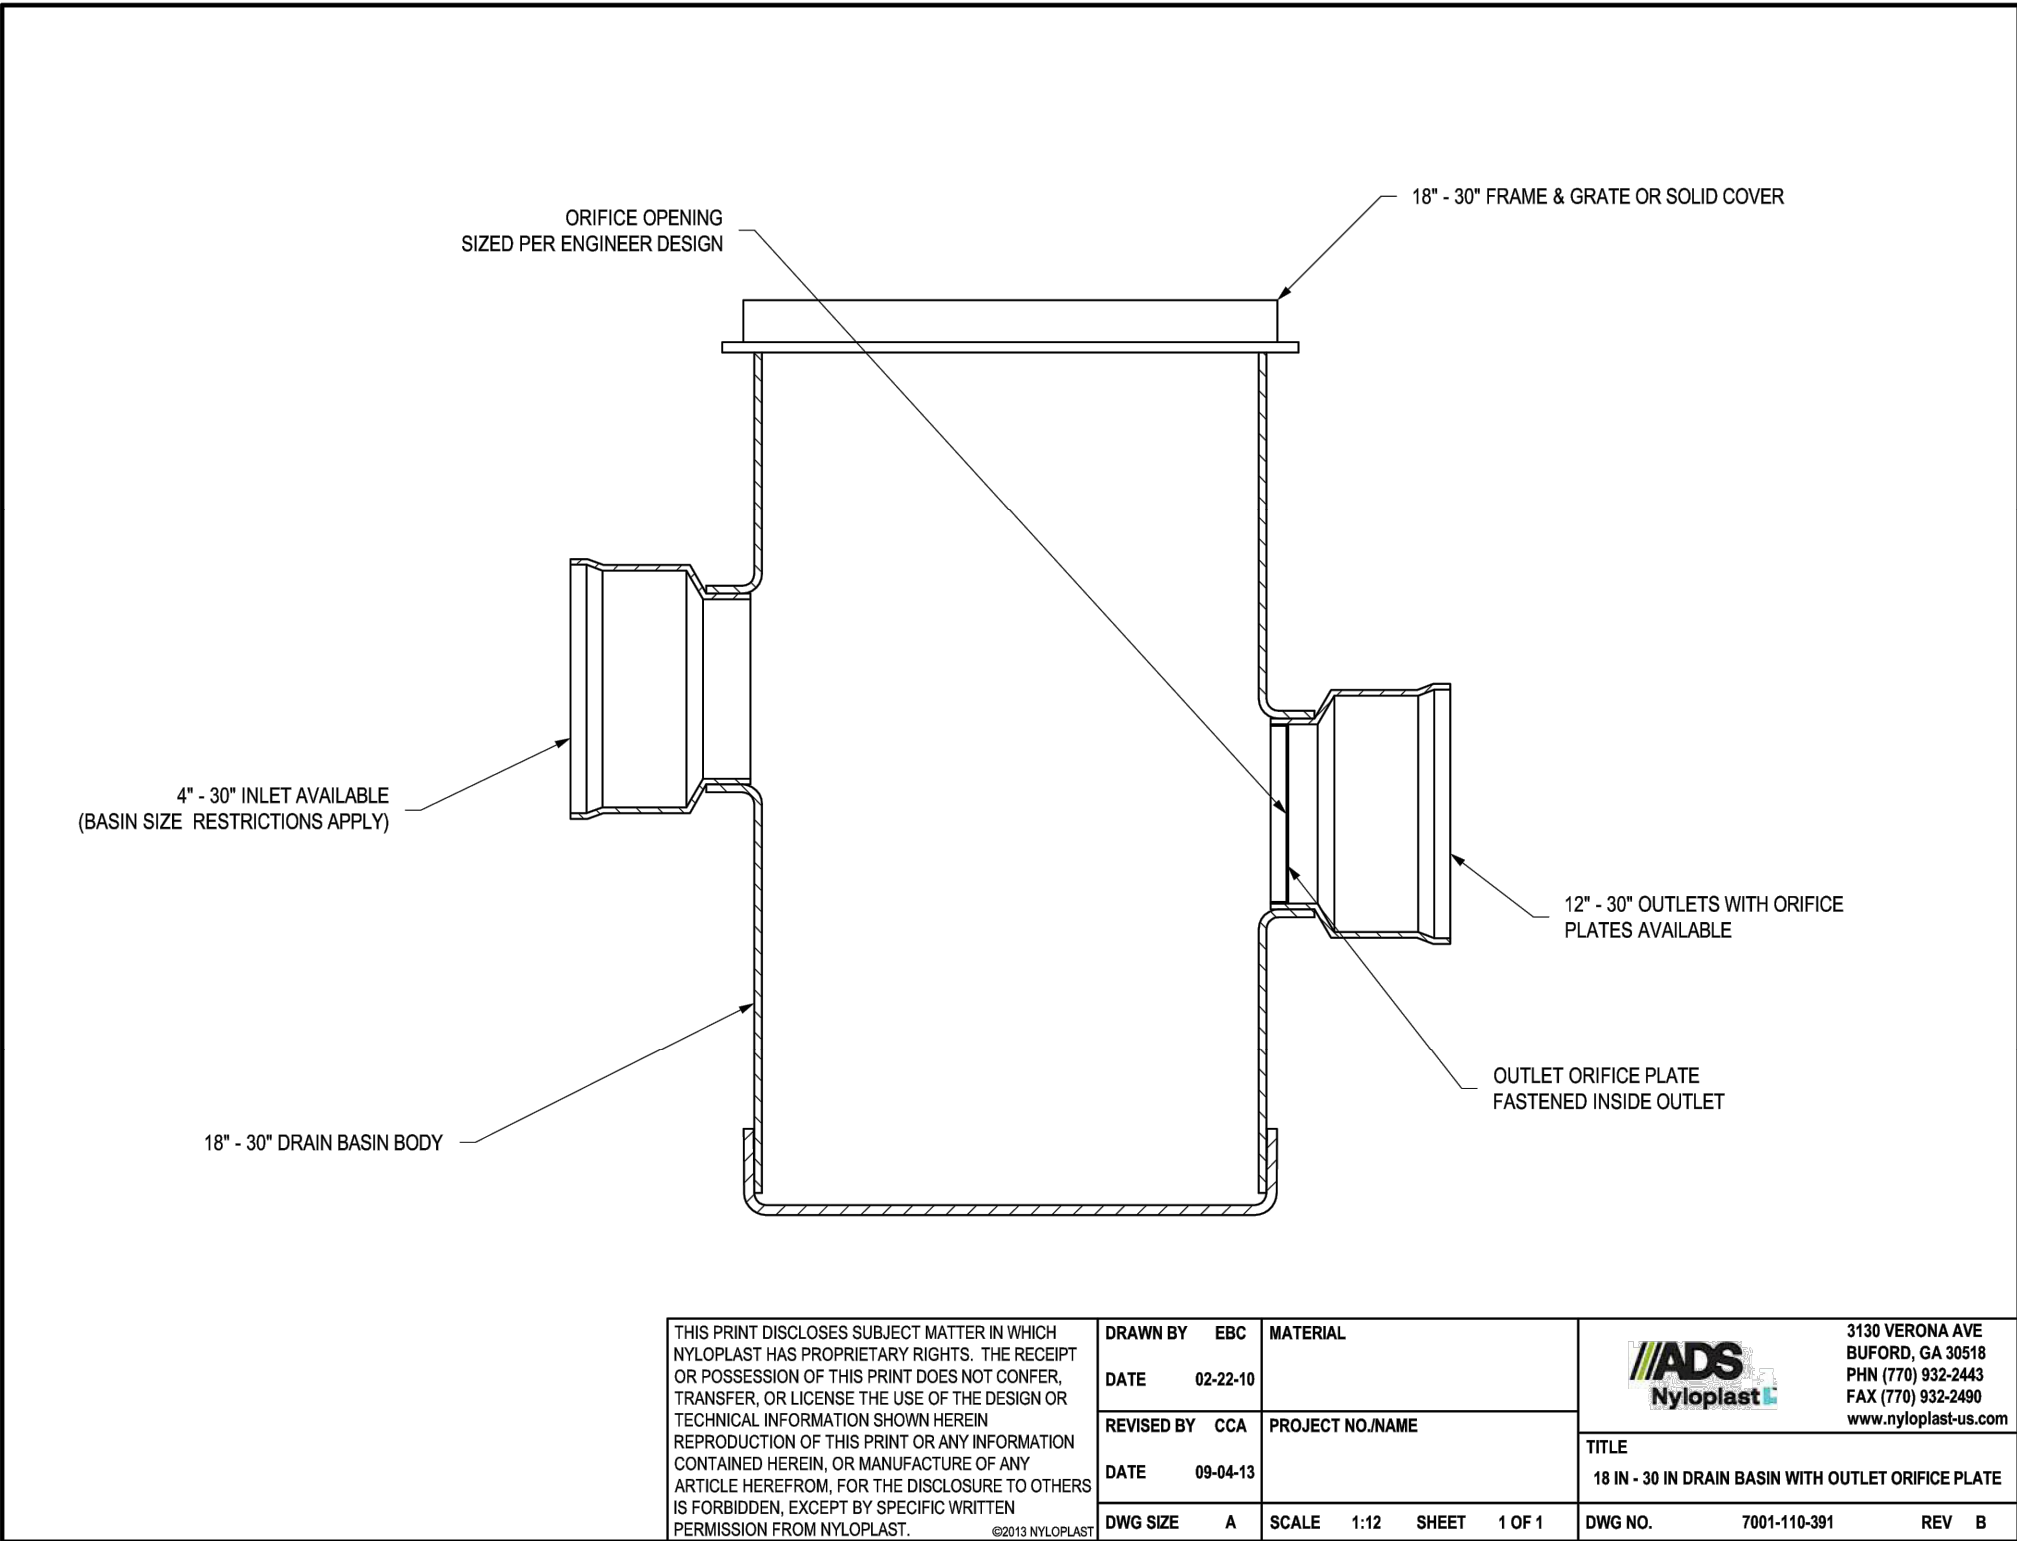 ORIFICE OPENING
SIZED PER ENGINEER DESIGN
18" - 30" FRAME & GRATE OR SOLID COVER
4" - 30" INLET AVAILABLE
(BASIN SIZE  RESTRICTIONS APPLY)
12" - 30" OUTLETS WITH ORIFICE
PLATES AVAILABLE
OUTLET ORIFICE PLATE
FASTENED INSIDE OUTLET
18" - 30" DRAIN BASIN BODY
THIS PRINT DISCLOSES SUBJECT MATTER IN WHICH
NYLOPLAST HAS PROPRIETARY RIGHTS.  THE RECEIPT
OR POSSESSION OF THIS PRINT DOES NOT CONFER,
TRANSFER, OR LICENSE THE USE OF THE DESIGN OR
TECHNICAL INFORMATION SHOWN HEREIN
REPRODUCTION OF THIS PRINT OR ANY INFORMATION
CONTAINED HEREIN, OR MANUFACTURE OF ANY
ARTICLE HEREFROM, FOR THE DISCLOSURE TO OTHERS
IS FORBIDDEN, EXCEPT BY SPECIFIC WRITTEN
PERMISSION FROM NYLOPLAST.
©2013 NYLOPLAST
DRAWN BY EBC
DATE 02-22-10
REVISED BY CCA
DATE 09-04-13
DWG SIZE A
MATERIAL
PROJECT NO./NAME
SCALE 1:12 SHEET 1 OF 1
ADS
Nyloplast
3130 VERONA AVE
BUFORD, GA 30518
PHN (770) 932-2443
FAX (770) 932-2490
www.nyloplast-us.com
TITLE
18 IN - 30 IN DRAIN BASIN WITH OUTLET ORIFICE PLATE
DWG NO. 7001-110-391 REV B